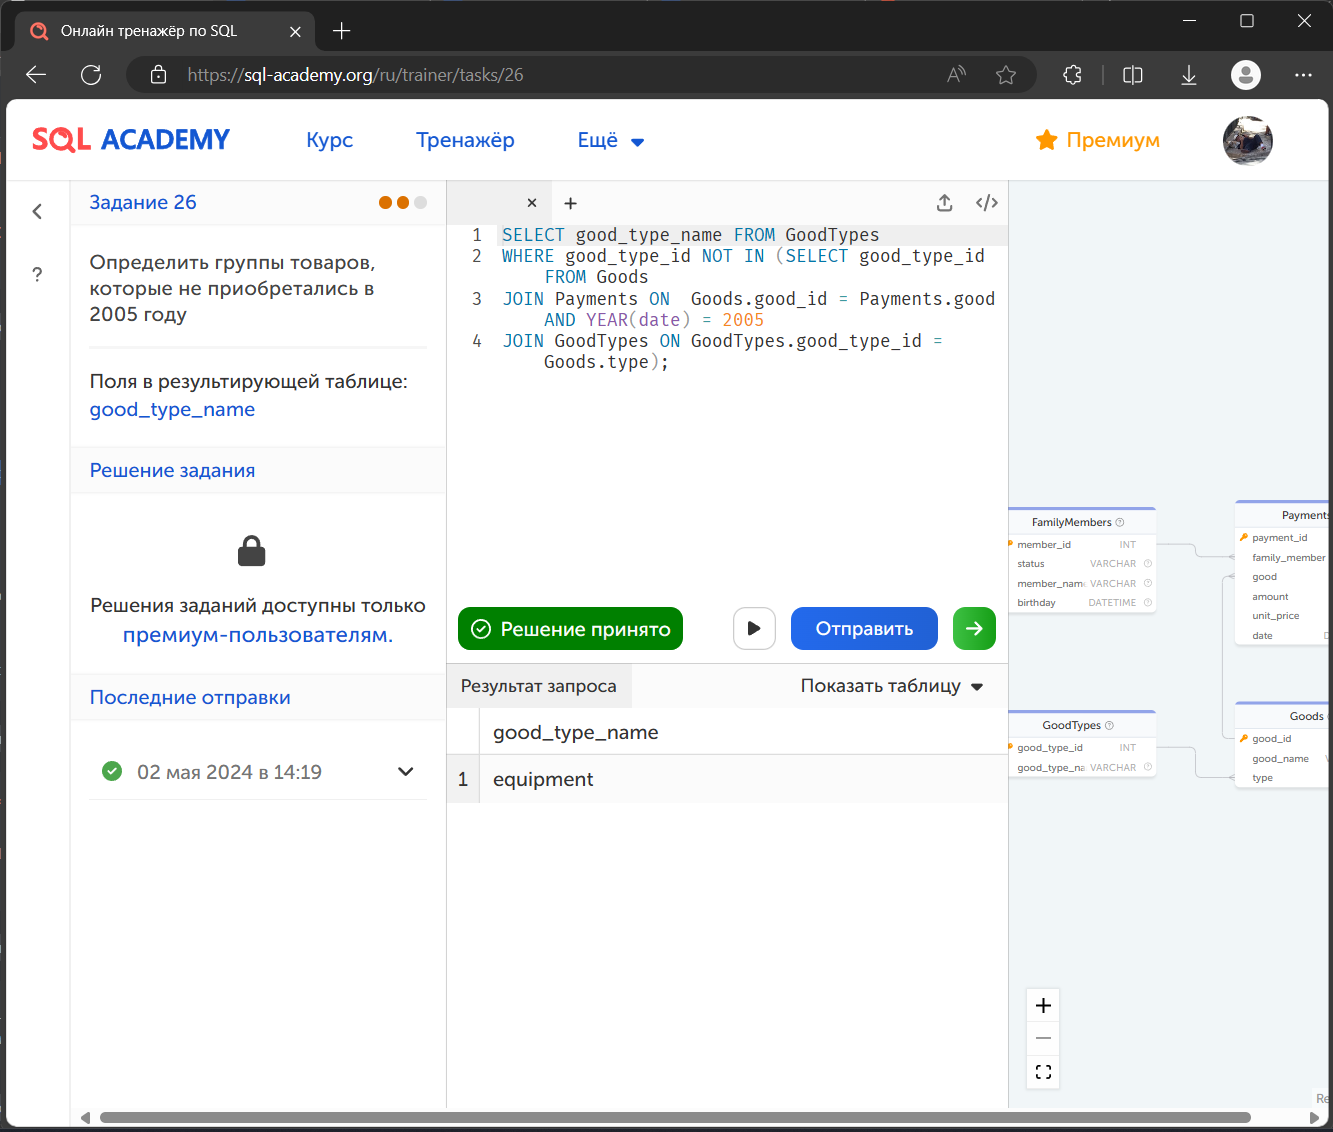 Онлайн тренажёр по SQL
https://sql-academy.org/ru/trainer/tasks/26
SQL ACADEMY
Курс
Тренажёр
Ещё
Премиум
Задание 26
Определить группы товаров,
которые не приобретались в
2005 году
Поля в результирующей таблице:
good_type_name
Решение задания
Решения заданий доступны только
премиум-пользователям.
Последние отправки
02 мая 2024 в 14:19
1 SELECT good_type_name FROM GoodTypes
2 WHERE good_type_id NOT IN (SELECT good_type_id
FROM Goods
3 JOIN Payments ON  Goods.good_id = Payments.good
AND YEAR(date) = 2005
4 JOIN GoodTypes ON GoodTypes.good_type_id =
Goods.type);
Решение принято
Отправить
Результат запроса
Показать таблицу
good_type_name
1 equipment
FamilyMembers
member_id INT
status VARCHAR
member_name VARCHAR
birthday DATETIME
Payments
payment_id
family_member
good
amount
unit_price
date D
GoodTypes
good_type_id INT
good_type_na VARCHAR
Goods
good_id
good_name V
type
Re